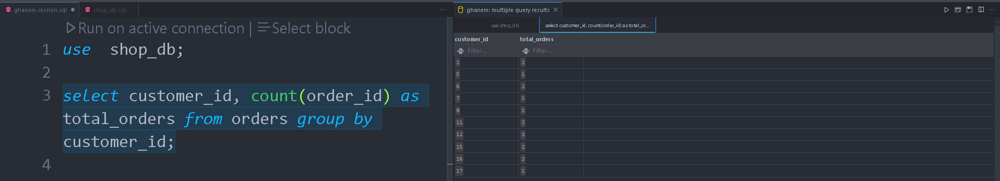 ghanem.session.sql
shop_db.sql
...
Run on active connection | Select block
1 use shop_db;
2
3 select customer_id, count(order_id) as
total_orders from orders group by
customer_id;
4
ghanem: multiple query results
...
use shop_db;
select customer_id, count(order_id) as total_or...
customer_id total_orders
abc Filter... abc Filter...
1 2
5 1
6 2
7 3
8 1
11 2
12 2
15 2
16 2
17 1